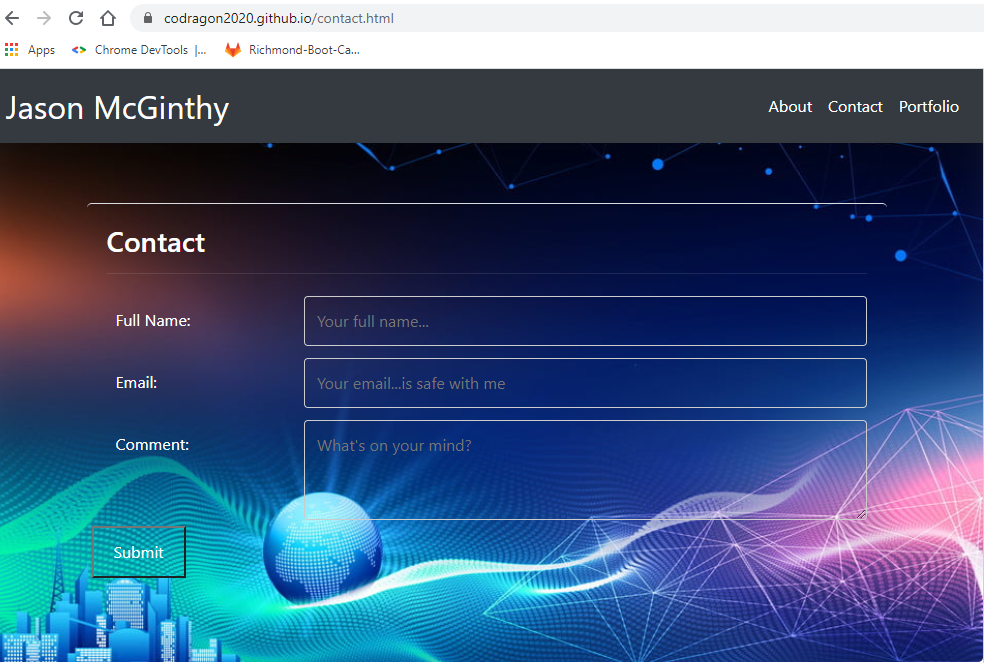 codragon2020.github.io/contact.html
Apps Chrome DevTools |... Richmond-Boot-Ca...
Jason McGinthy About Contact Portfolio
Contact
Full Name: Your full name...
Email: Your email...is safe with me
Comment: What's on your mind?
Submit